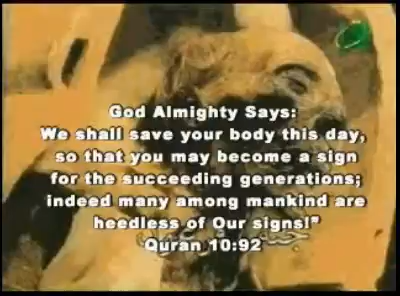 God Almighty Says:
We shall save your body this day,
so that you may become a sign
for the succeeding generations;
indeed many among mankind are
heedless of Our signs!”
Quran 10:92